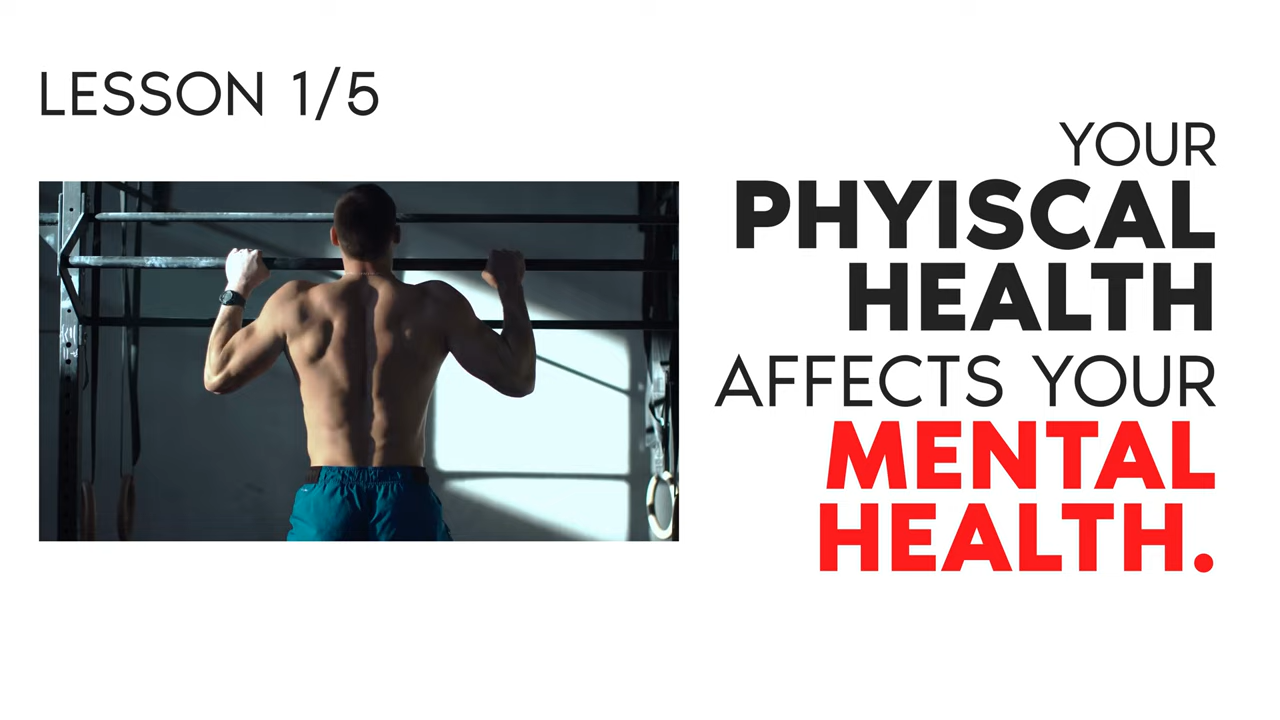 LESSON 1/5
YOUR
PHYISCAL
HEALTH
AFFECTS YOUR
MENTAL
HEALTH.